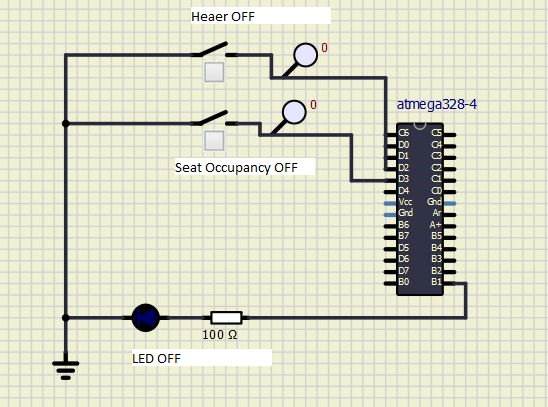 Heaer OFF
0
0
atmega328-4
Seat Occupancy OFF
C6 C5
D0 C4
D1 C3
D2 C2
D3 C1
D4 C0
Vcc Gnd
Gnd Ar
B6 A+
B7 B5
D5 B4
D6 B3
D7 B2
B0 B1
100 Ω
LED OFF